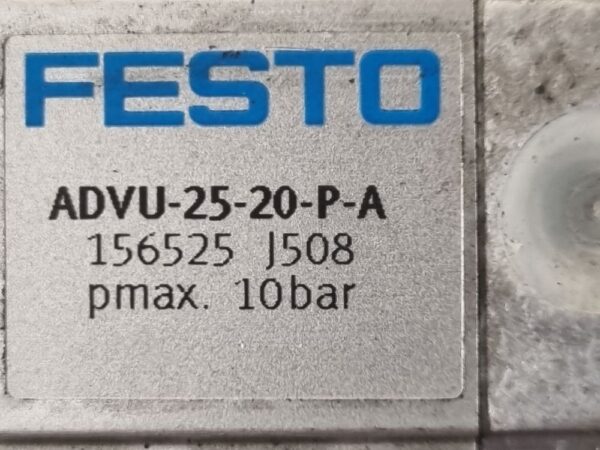 FESTO
ADVU-25-20-P-A
156525 J508
pmax. 10bar